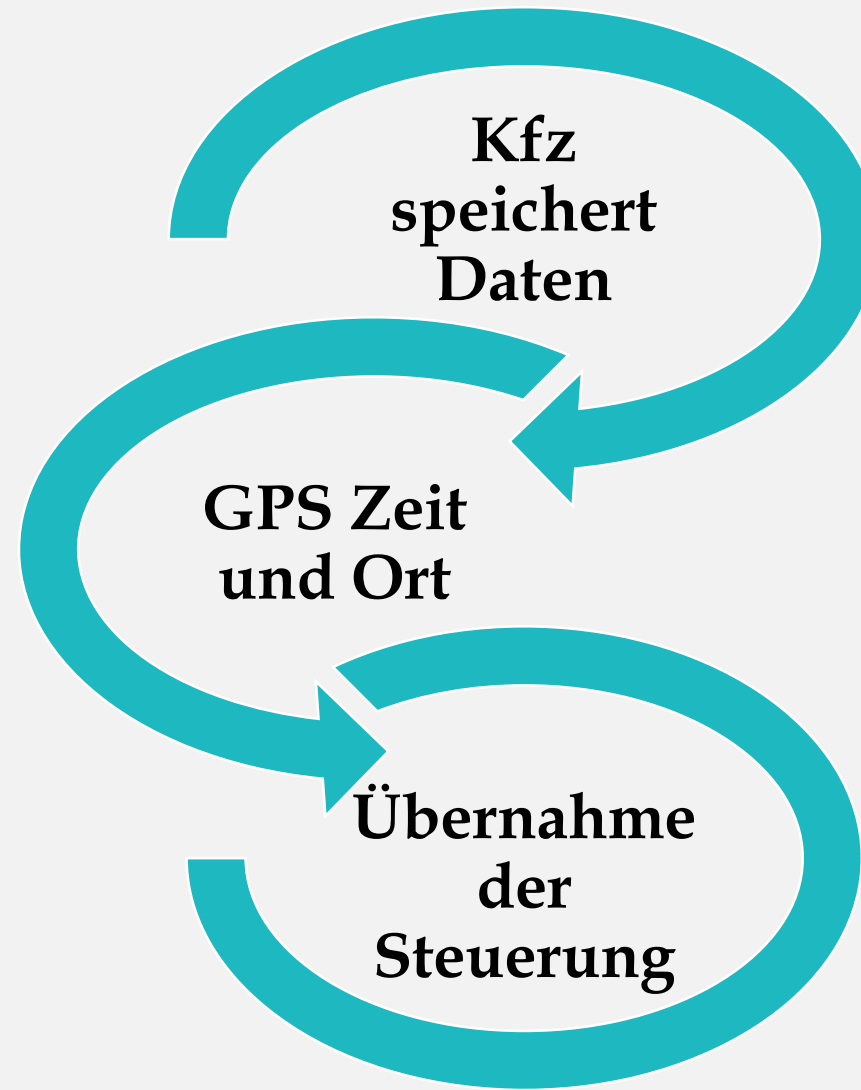 Kfz
speichert
Daten
GPS Zeit
und Ort
Übernahme
der
Steuerung